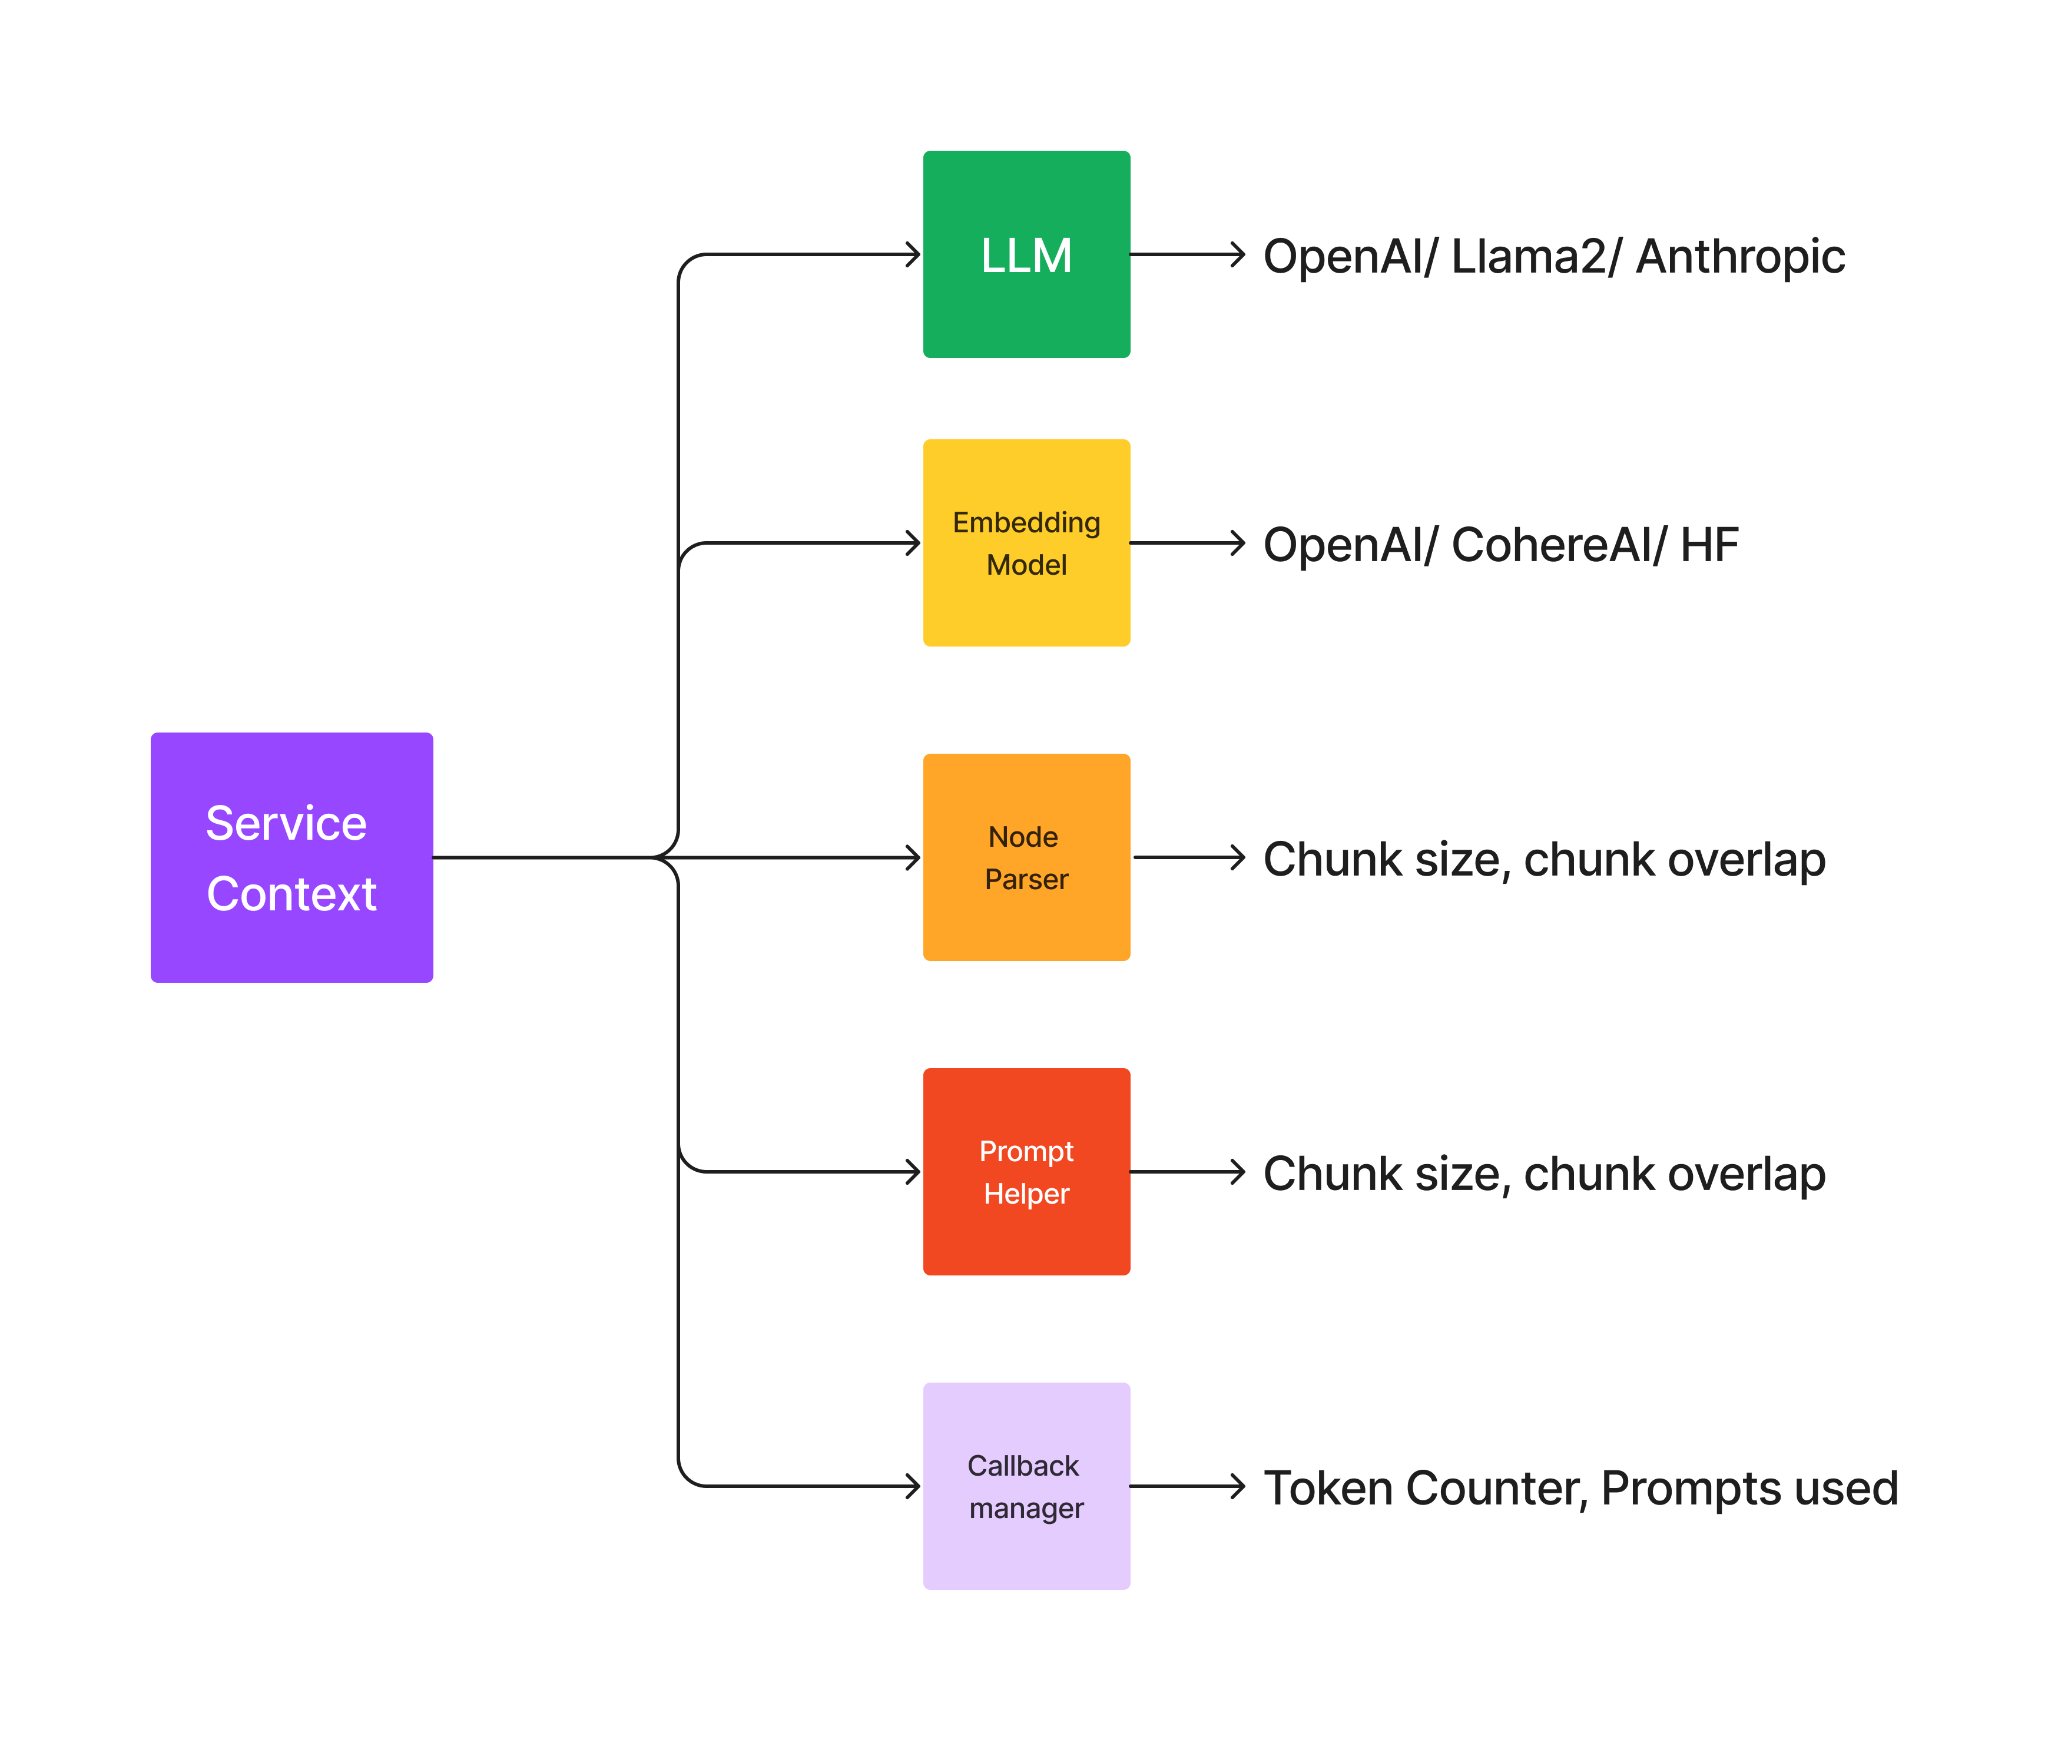 LLM
OpenAI/ Llama2/ Anthropic
Embedding
Model
OpenAI/ CohereAI/ HF
Service
Context
Node
Parser
Chunk size, chunk overlap
Prompt
Helper
Chunk size, chunk overlap
Callback
manager
Token Counter, Prompts used